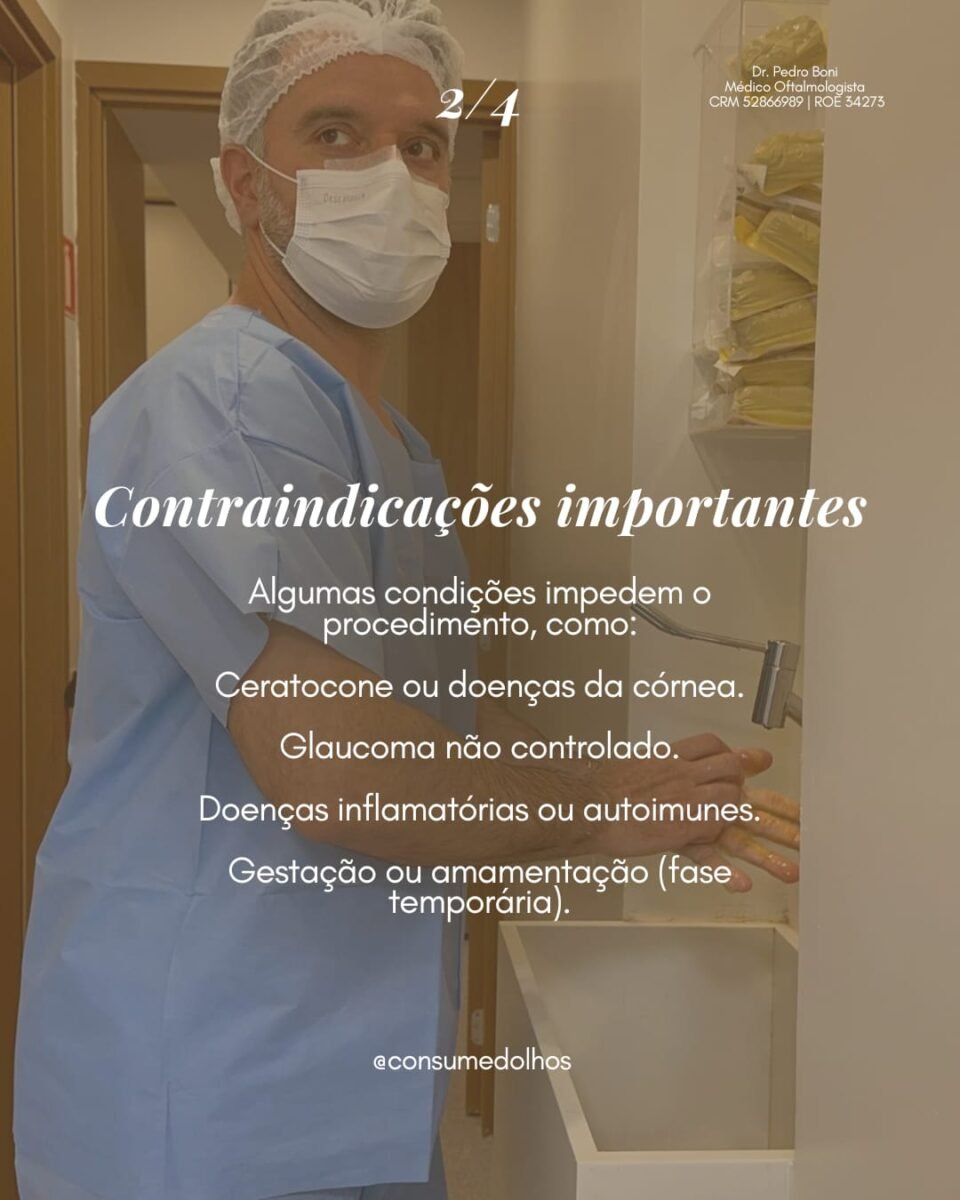 2/4
Dr. Pedro Boni
Médico Oftalmologista
CRM 52866989 | ROE 34273
Contraindicações importantes
Algumas condições impedem o
procedimento, como:
Ceratocone ou doenças da córnea.
Glaucoma não controlado.
Doenças inflamatórias ou autoimunes.
Gestação ou amamentação (fase
temporária).
@consumedolhos